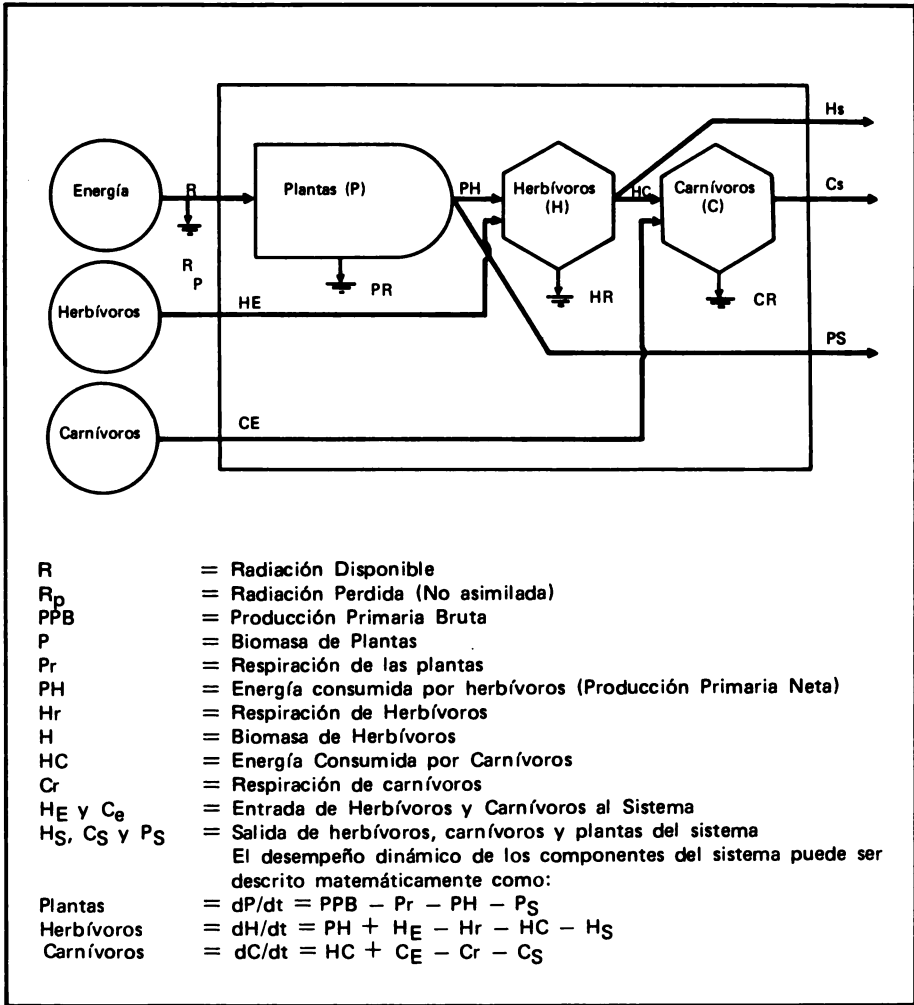 Hs
Energía
R
Plantas (P)
PH
Herbívoros
(H)
HC
Carnívoros
(C)
Cs
R
P
PR
HR
CR
Herbívoros
HE
PS
Carnívoros
CE
R = Radiación Disponible
Rp = Radiación Perdida (No asimilada)
PPB = Producción Primaria Bruta
P = Biomasa de Plantas
Pr = Respiración de las plantas
PH = Energía consumida por herbívoros (Producción Primaria Neta)
Hr = Respiración de Herbívoros
H = Biomasa de Herbívoros
HC = Energía Consumida por Carnívoros
Cr = Respiración de carnívoros
HE y Ce = Entrada de Herbívoros y Carnívoros al Sistema
HS, CS y PS = Salida de herbívoros, carnívoros y plantas del sistema
El desempeño dinámico de los componentes del sistema puede ser
descrito matemáticamente como:
Plantas = dP/dt = PPB − Pr − PH − PS
Herbívoros = dH/dt = PH + HE − Hr − HC − HS
Carnívoros = dC/dt = HC + CE − Cr − CS